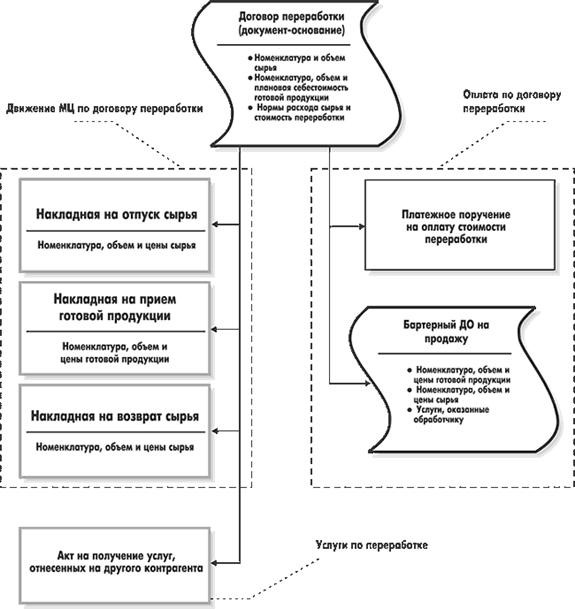 Договор переработки
(документ-основание)
● Номенклатура и объем
сырья
● Номенклатура, объем и
плановая себестоимость
готовой продукции
● Нормы расхода сырья и
стоимость переработки
Движение МЦ по договору переработки
Оплата по договору
переработки
Накладная на отпуск сырья
Номенклатура, объем и цены сырья
Накладная на прием
готовой продукции
Номенклатура, объем и
цены готовой продукции
Накладная на возврат сырья
Номенклатура, объем и цены сырья
Платежное поручение
на оплату стоимости
переработки
Бартерный ДО на
продажу
● Номенклатура, объем и
цены готовой продукции
● Номенклатура, объем и
цены сырья
● Услуги, оказанные
обработчику
Акт на получение услуг,
отнесенных на другого контрагента
Услуги по переработке